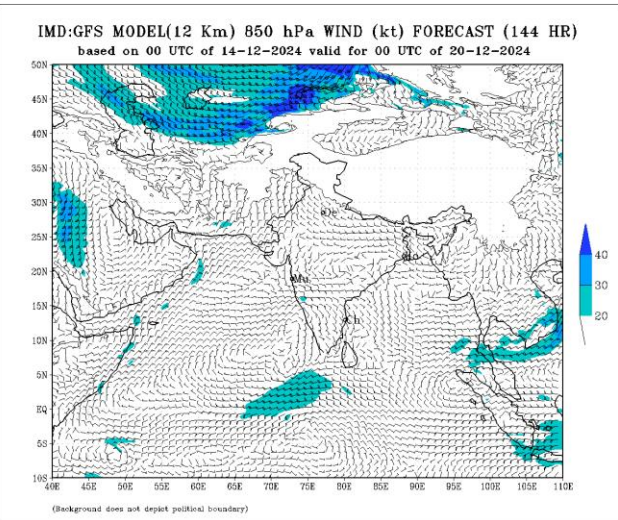 IMD:GFS MODEL(12 Km) 850 hPa WIND (kt) FORECAST (144 HR)
based on 00 UTC of 14-12-2024 valid for 00 UTC of 20-12-2024
50N
45N
40N
35N
30N
De
25N
20N
Mu
15N
Ch
10N
5N
EQ
5S
10S
40E 45E 50E 55E 60E 65E 70E 75E 80E 85E 90E 95E 100E 105E 110E
40
30
20
(Background does not depict political boundary)